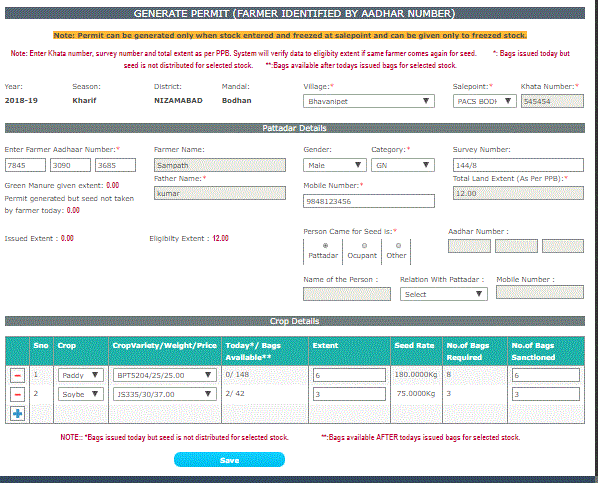 GENERATE PERMIT (FARMER IDENTIFIED BY AADHAR NUMBER)
Note: Permit can be generated only when stock entered and freezed at salepoint and can be given only to freezed stock.
Note: Enter Khata number, survey number and total extent as per PPB. System will verify data to eligibity extent if same farmer comes again for seed. *: Bags issued today but
seed is not distributed for selected stock. **:Bags available after todays issued bags for selected stock.
Year: Season: District: Mandal: Village:* Salepoint:* Khata Number:*
2018-19 Kharif NIZAMABAD Bodhan Bhavanipet PACS BODH 545454
Pattadar Details
Enter Farmer Aadhaar Number:* Farmer Name: Gender: Category:* Survey Number:
7845 3090 3685 Sampath Male GN 144/8
Green Manure given extent: 0.00 Father Name:* Mobile Number:* Total Land Extent (As Per PPB):*
Permit generated but seed not taken kumar 9848123456 12.00
by farmer today: 0.00
Issued Extent : 0.00 Eligibilty Extent : 12.00 Person Came for Seed is:* Aadhar Number :
Pattadar Ocupant Other
Name of the Person : Relation With Pattadar : Mobile Number :
Select
Crop Details
Sno Crop CropVariety/Weight/Price Today*/ Bags Available** Extent Seed Rate No.of Bags Required No.of Bags Sanctioned
1 Paddy BPT5204/25/25.00 0/ 148 6 180.0000Kg 8 6
2 Soybe JS335/30/37.00 2/ 42 3 75.0000Kg 3 3
NOTE:: *Bags issued today but seed is not distributed for selected stock. **:Bags available AFTER todays issued bags for selected stock.
Save